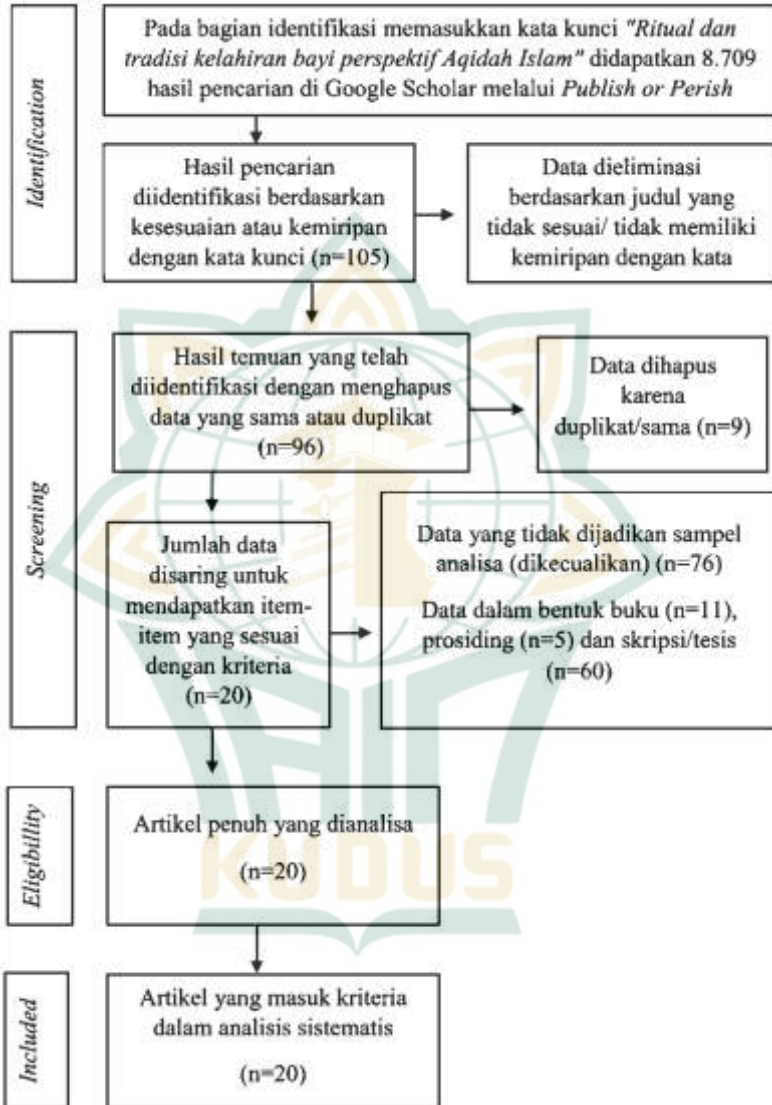 Identification
Pada bagian identifikasi memasukkan kata kunci "Ritual dan
tradisi kelahiran bayi perspektif Aqidah Islam" didapatkan 8.709
hasil pencarian di Google Scholar melalui Publish or Perish
Hasil pencarian
diidentifikasi berdasarkan
kesesuaian atau kemiripan
dengan kata kunci (n=105)
Data dieliminasi
berdasarkan judul yang
tidak sesuai/ tidak memiliki
kemiripan dengan kata
Screening
Hasil temuan yang telah
diidentifikasi dengan menghapus
data yang sama atau duplikat
(n=96)
Data dihapus
karena
duplikat/sama (n=9)
Jumlah data
disaring untuk
mendapatkan item-
item yang sesuai
dengan kriteria
(n=20)
Data yang tidak dijadikan sampel
analisa (dikecualikan) (n=76)
Data dalam bentuk buku (n=11),
prosiding (n=5) dan skripsi/tesis
(n=60)
Eligibillity
Artikel penuh yang dianalisa
(n=20)
KUDUS
Included
Artikel yang masuk kriteria
dalam analisis sistematis
(n=20)